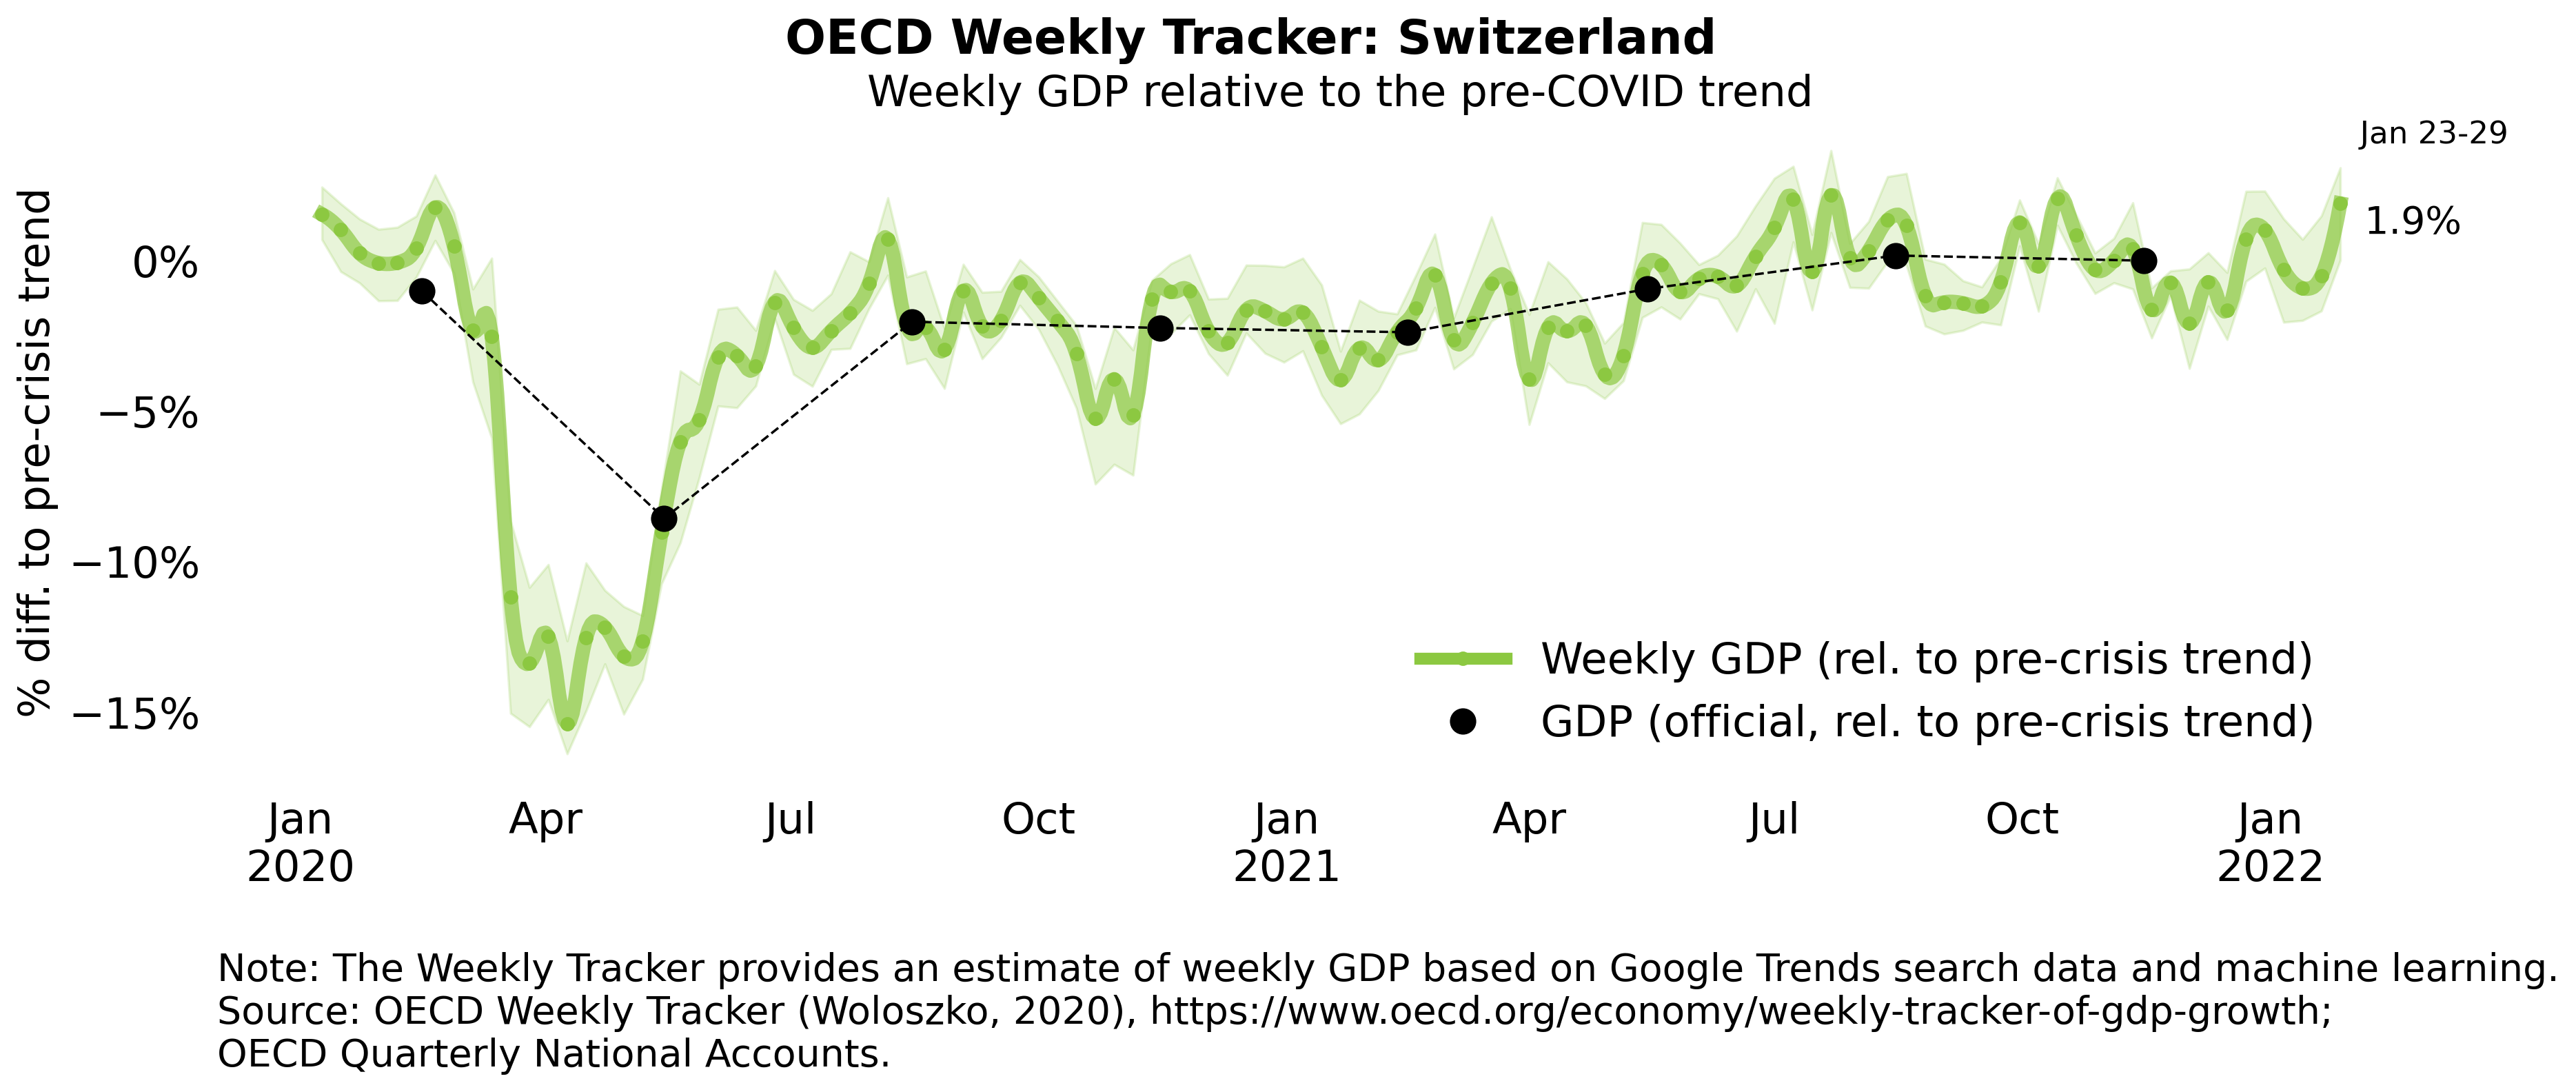 OECD Weekly Tracker: Switzerland
Weekly GDP relative to the pre-COVID trend
Jan 23-29
1.9%
% diff. to pre-crisis trend
0%
−5%
−10%
−15%
Weekly GDP (rel. to pre-crisis trend)
GDP (official, rel. to pre-crisis trend)
Jan Apr Jul Oct Jan Apr Jul Oct Jan
2020 2021 2022
Note: The Weekly Tracker provides an estimate of weekly GDP based on Google Trends search data and machine learning.
Source: OECD Weekly Tracker (Woloszko, 2020), https://www.oecd.org/economy/weekly-tracker-of-gdp-growth;
OECD Quarterly National Accounts.